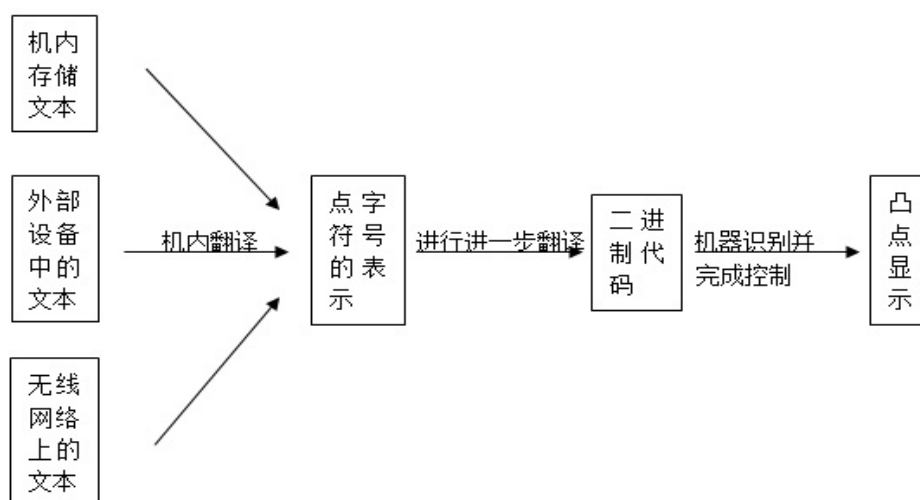 机内
存储
文本
外部
设备
中的
文本
无线
网络
上的
文本
机内翻译
点字
符号
的表
示
进行进一步翻译
二进
制代
码
机器识别并
完成控制
凸
点
显
示